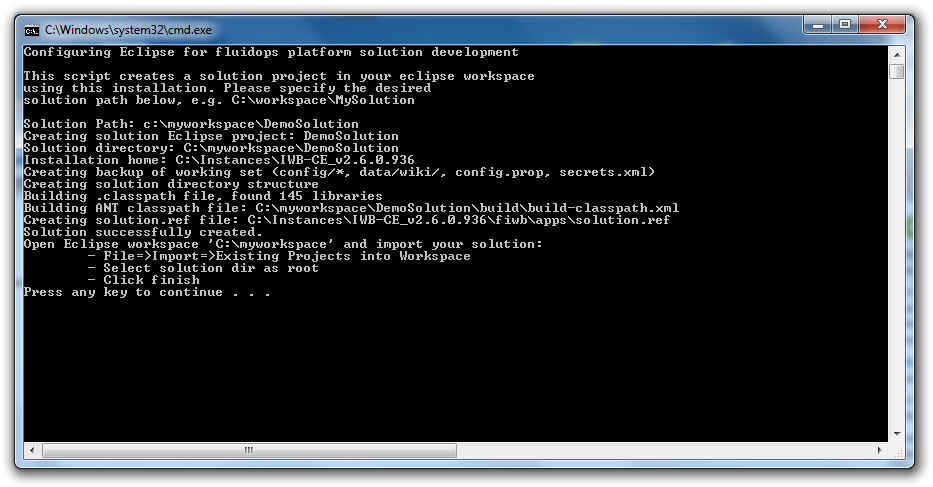 C:\Windows\system32\cmd.exe
Configuring Eclipse for fluidops platform solution development
This script creates a solution project in your eclipse workspace
using this installation. Please specify the desired
solution path below, e.g. C:\workspace\MySolution
Solution Path: c:\myworkspace\DemoSolution
Creating solution Eclipse project: DemoSolution
Solution directory: C:\myworkspace\DemoSolution
Installation home: C:\Instances\IWB-CE_v2.6.0.936
Creating backup of working set (config/*, data/wiki/, config.prop, secrets.xml)
Creating solution directory structure
Building .classpath file, found 145 libraries
Building ANT classpath file: C:\myworkspace\DemoSolution\build\build-classpath.xml
Creating solution.ref file: C:\Instances\IWB-CE_v2.6.0.936\fiwb\apps\solution.ref
Solution successfully created.
Open Eclipse workspace 'C:\myworkspace' and import your solution:
- File=>Import=>Existing Projects into Workspace
- Select solution dir as root
- Click finish
Press any key to continue . . .